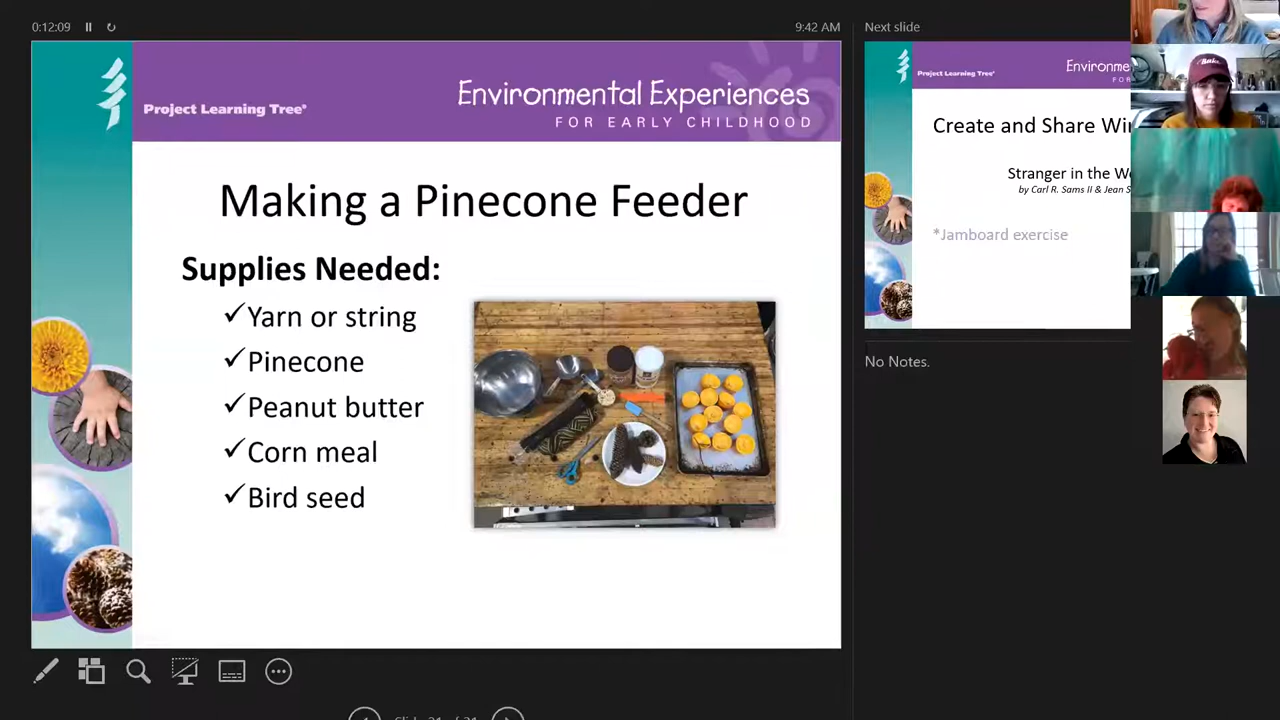 0:12:09
9:42 AM
Project Learning Tree®
Environmental Experiences
FOR EARLY CHILDHOOD
Making a Pinecone Feeder
Supplies Needed:
✓Yarn or string
✓Pinecone
✓Peanut butter
✓Corn meal
✓Bird seed
Next slide
Project Learning Tree®
Create and Share
Stranger in the
by Carl R. Sams II & Jean
*Jamboard exercise
No Notes.